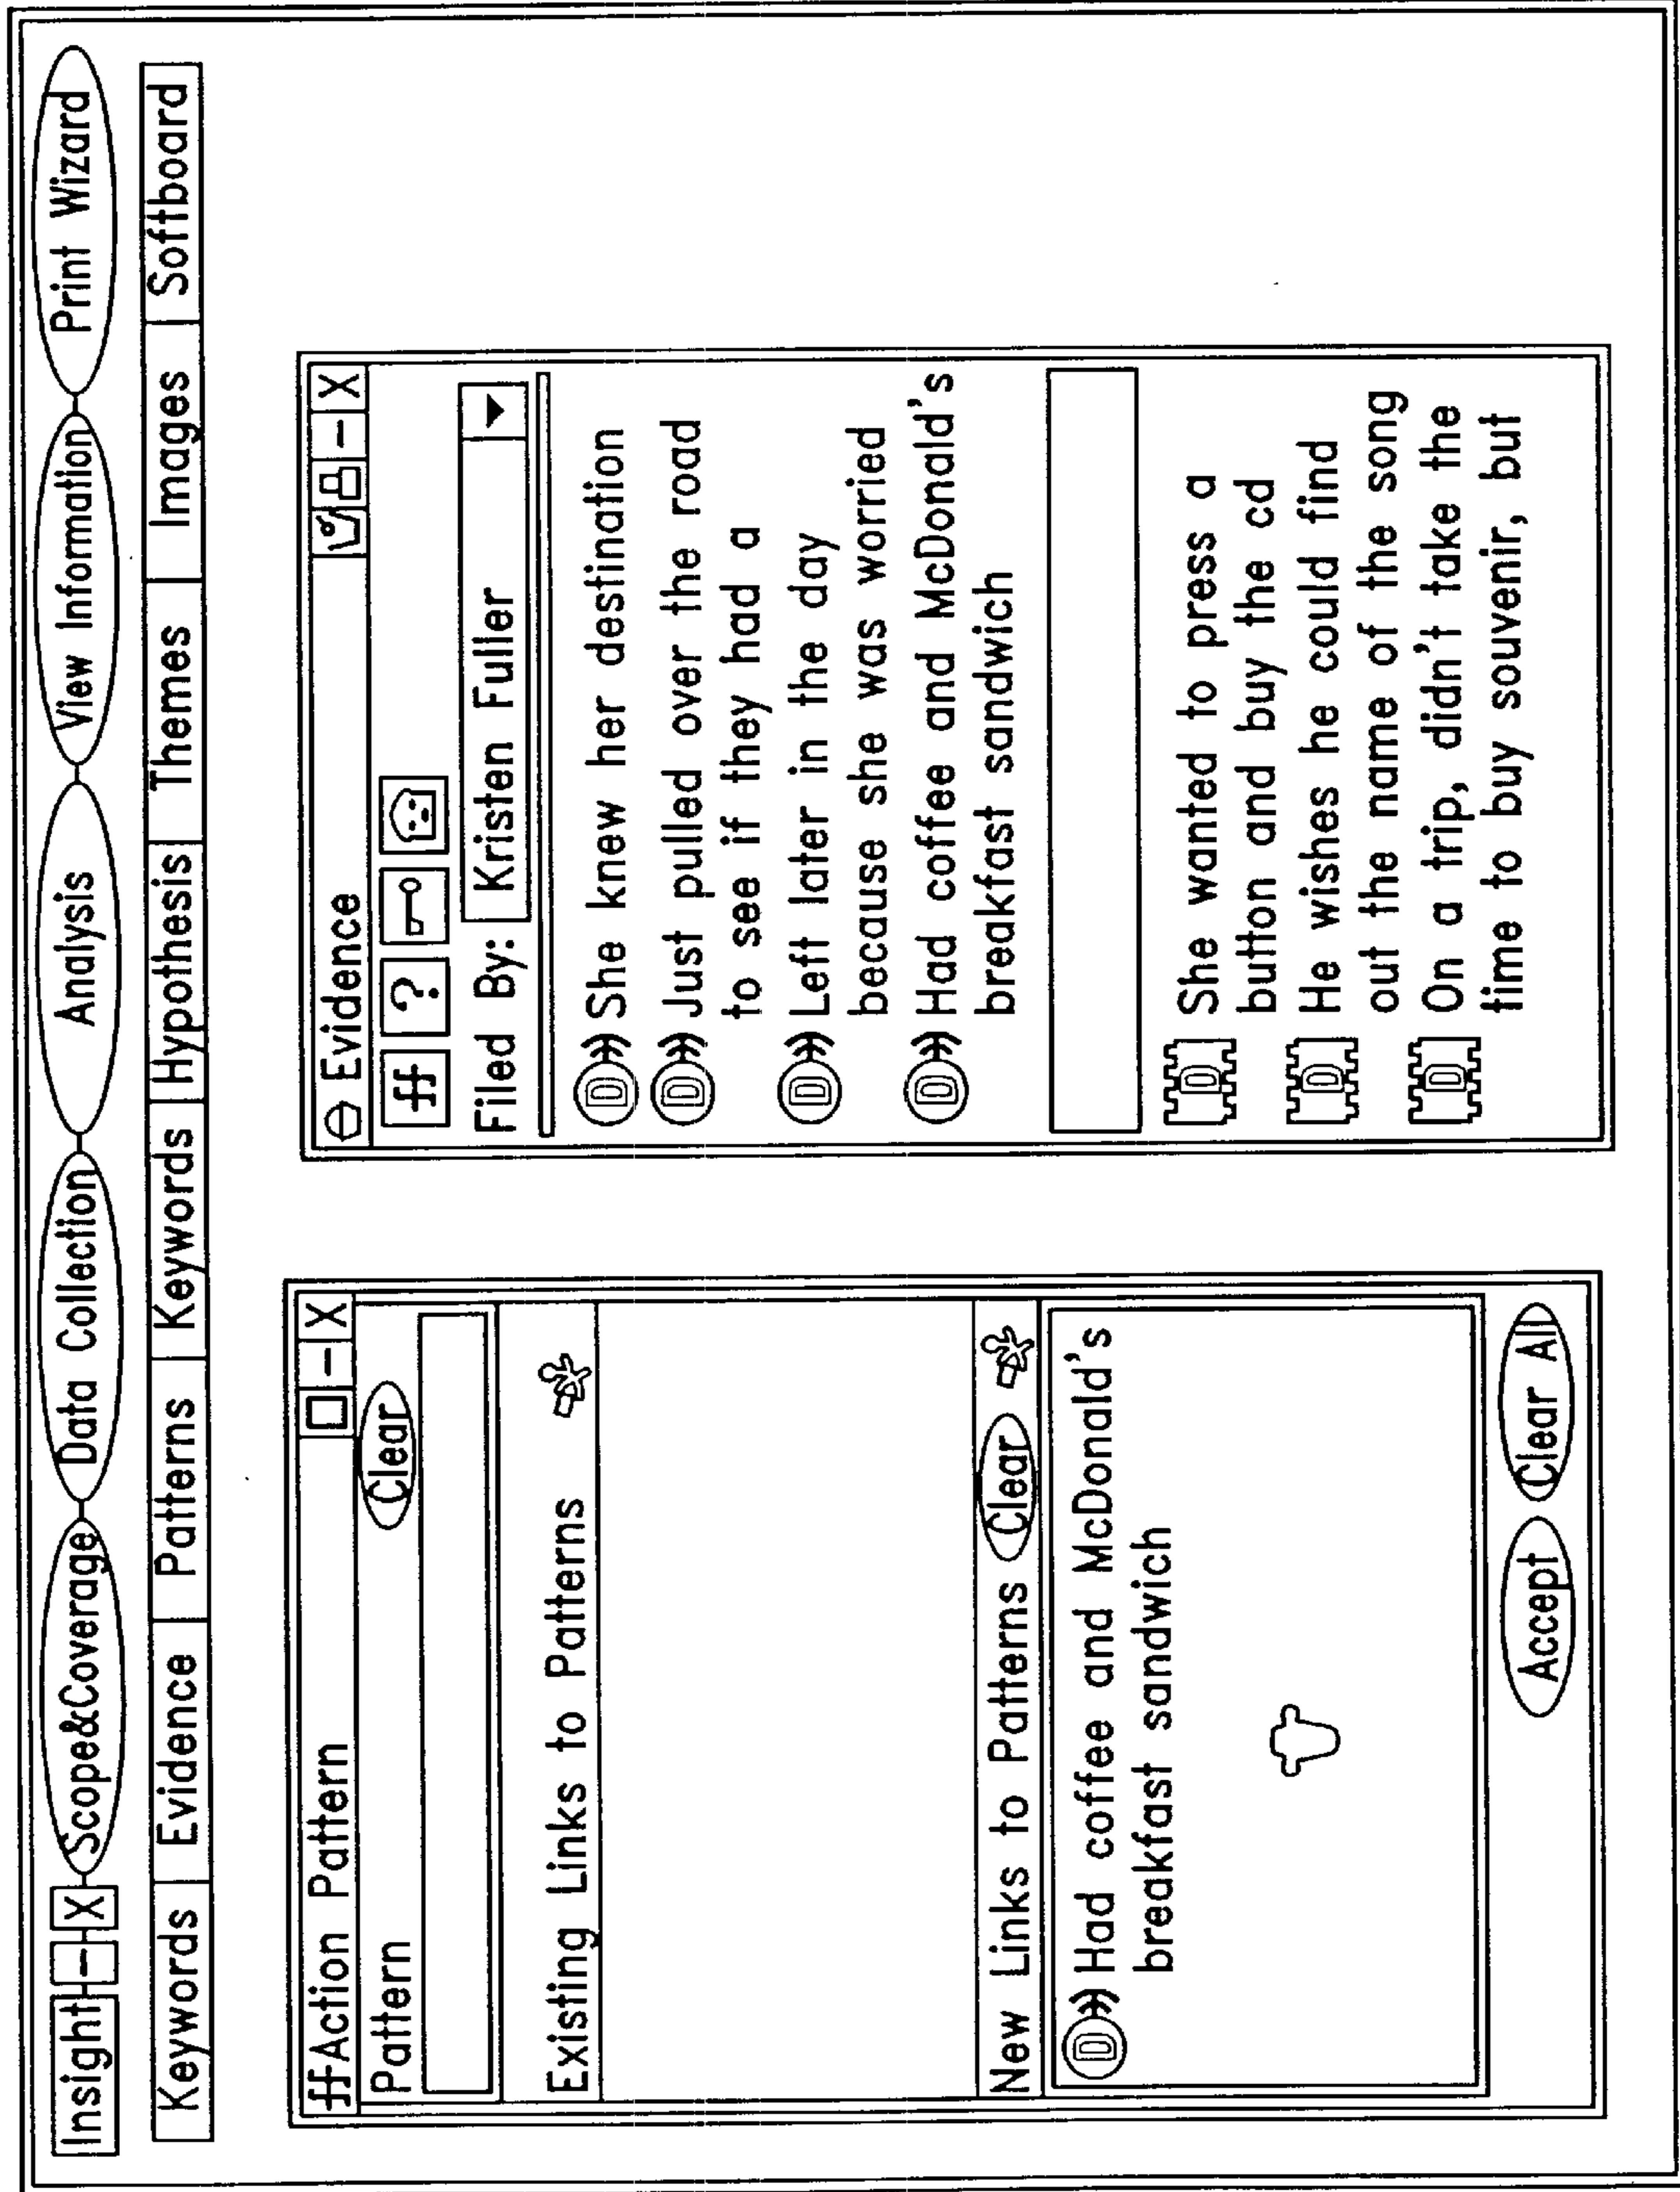 Insight - X Scope&Coverage Data Collection Analysis View Information Print Wizard
Keywords Evidence Patterns Keywords Hypothesis Themes Images Softboard
Action Pattern - X
Pattern Clear
Existing Links to Patterns
New Links to Patterns Clear
D Had coffee and McDonald's
breakfast sandwich
Accept Clear All
Evidence - X
ff ?
Filed By: Kristen Fuller
D She knew her destination
D Just pulled over the road
to see if they had a
D Left later in the day
because she was worried
D Had coffee and McDonald's
breakfast sandwich
D She wanted to press a
button and buy the cd
D He wishes he could find
out the name of the song
D On a trip, didn't take the
time to buy souvenir, but